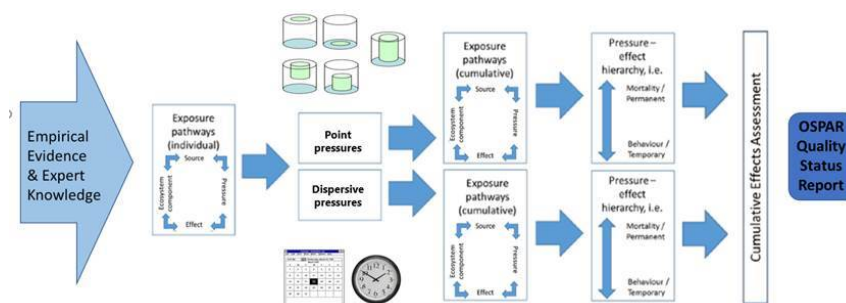 Empirical
Evidence
& Expert
Knowledge
Exposure
pathways
(individual)
Source
Ecosystem
component
Pressure
Effect
Point
pressures
Dispersive
pressures
Exposure
pathways
(cumulative)
Source
Ecosystem
component
Pressure
Effect
Exposure
pathways
(cumulative)
Source
Ecosystem
component
Pressure
Effect
Pressure –
effect
hierarchy, i.e.
Mortality /
Permanent
Behaviour /
Temporary
Pressure –
effect
hierarchy, i.e.
Mortality /
Permanent
Behaviour /
Temporary
Cumulative Effects Assessment
OSPAR
Quality
Status
Report